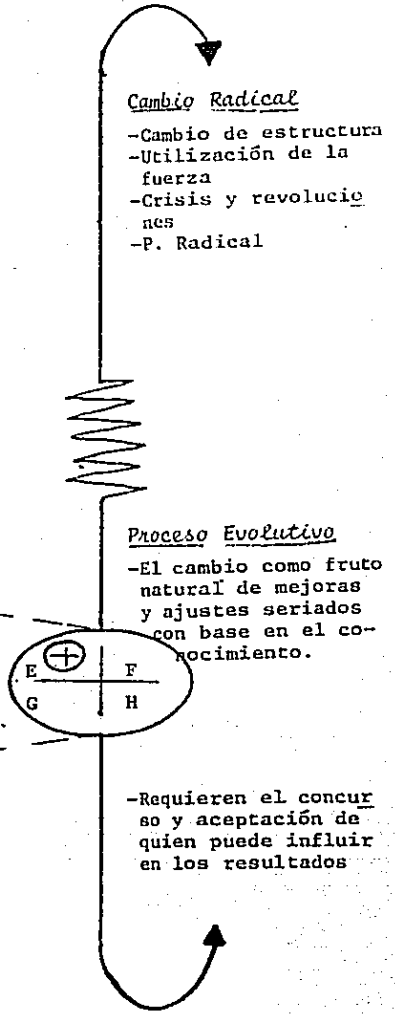 Cambio Radical
-Cambio de estructura
-Utilización de la
fuerza
-Crisis y revolucio
nes
-P. Radical
Proceso Evolutivo
-El cambio como fruto
natural de mejoras
y ajustes seriados
con base en el co-
nocimiento.
E F
G H
-Requieren el concur
so y aceptación de
quien puede influir
en los resultados